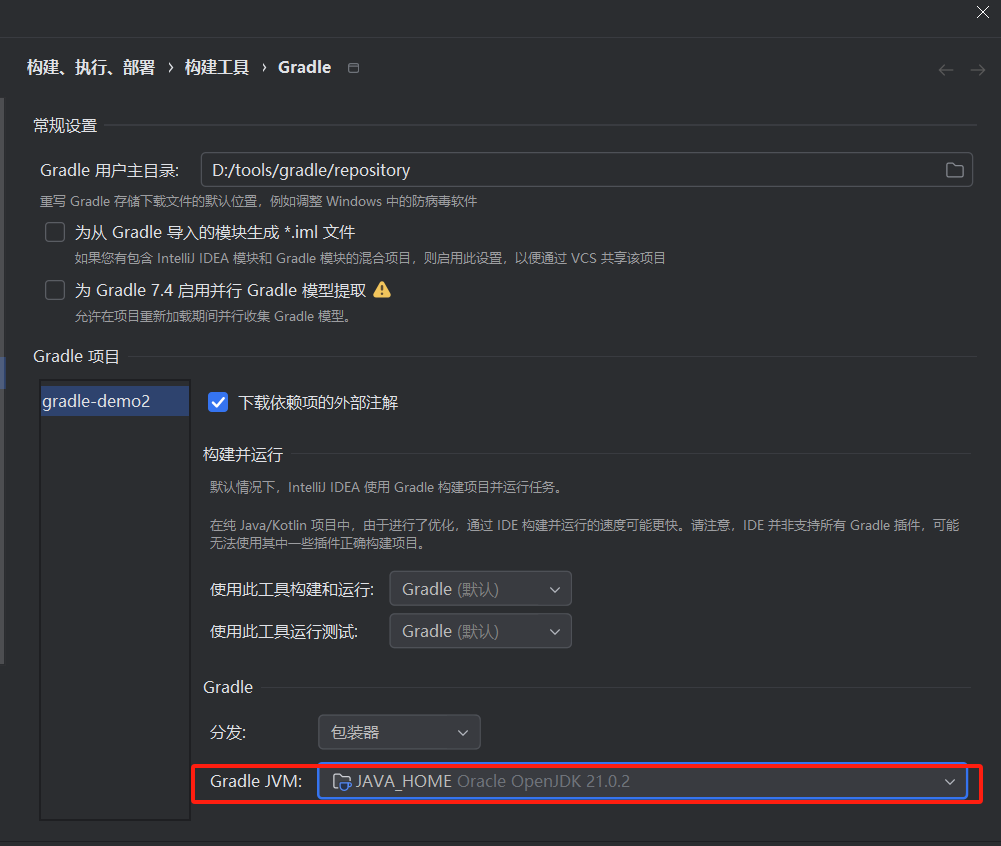 构建、执行、部署 › 构建工具 › Gradle
常规设置
Gradle 用户主目录: D:/tools/gradle/repository
重写 Gradle 存储下载文件的默认位置，例如调整 Windows 中的防病毒软件
为从 Gradle 导入的模块生成 *.iml 文件
如果您有包含 IntelliJ IDEA 模块和 Gradle 模块的混合项目，则启用此设置，以便通过 VCS 共享该项目
为 Gradle 7.4 启用并行 Gradle 模型提取
允许在项目重新加载期间并行收集 Gradle 模型。
Gradle 项目
gradle-demo2
下载依赖项的外部注解
构建并运行
默认情况下，IntelliJ IDEA 使用 Gradle 构建项目并运行任务。
在纯 Java/Kotlin 项目中，由于进行了优化，通过 IDE 构建并运行的速度可能更快。请注意，IDE 并非支持所有 Gradle 插件，可能
无法使用其中一些插件正确构建项目。
使用此工具构建和运行: Gradle (默认)
使用此工具运行测试: Gradle (默认)
Gradle
分发: 包装器
Gradle JVM: JAVA_HOME Oracle OpenJDK 21.0.2